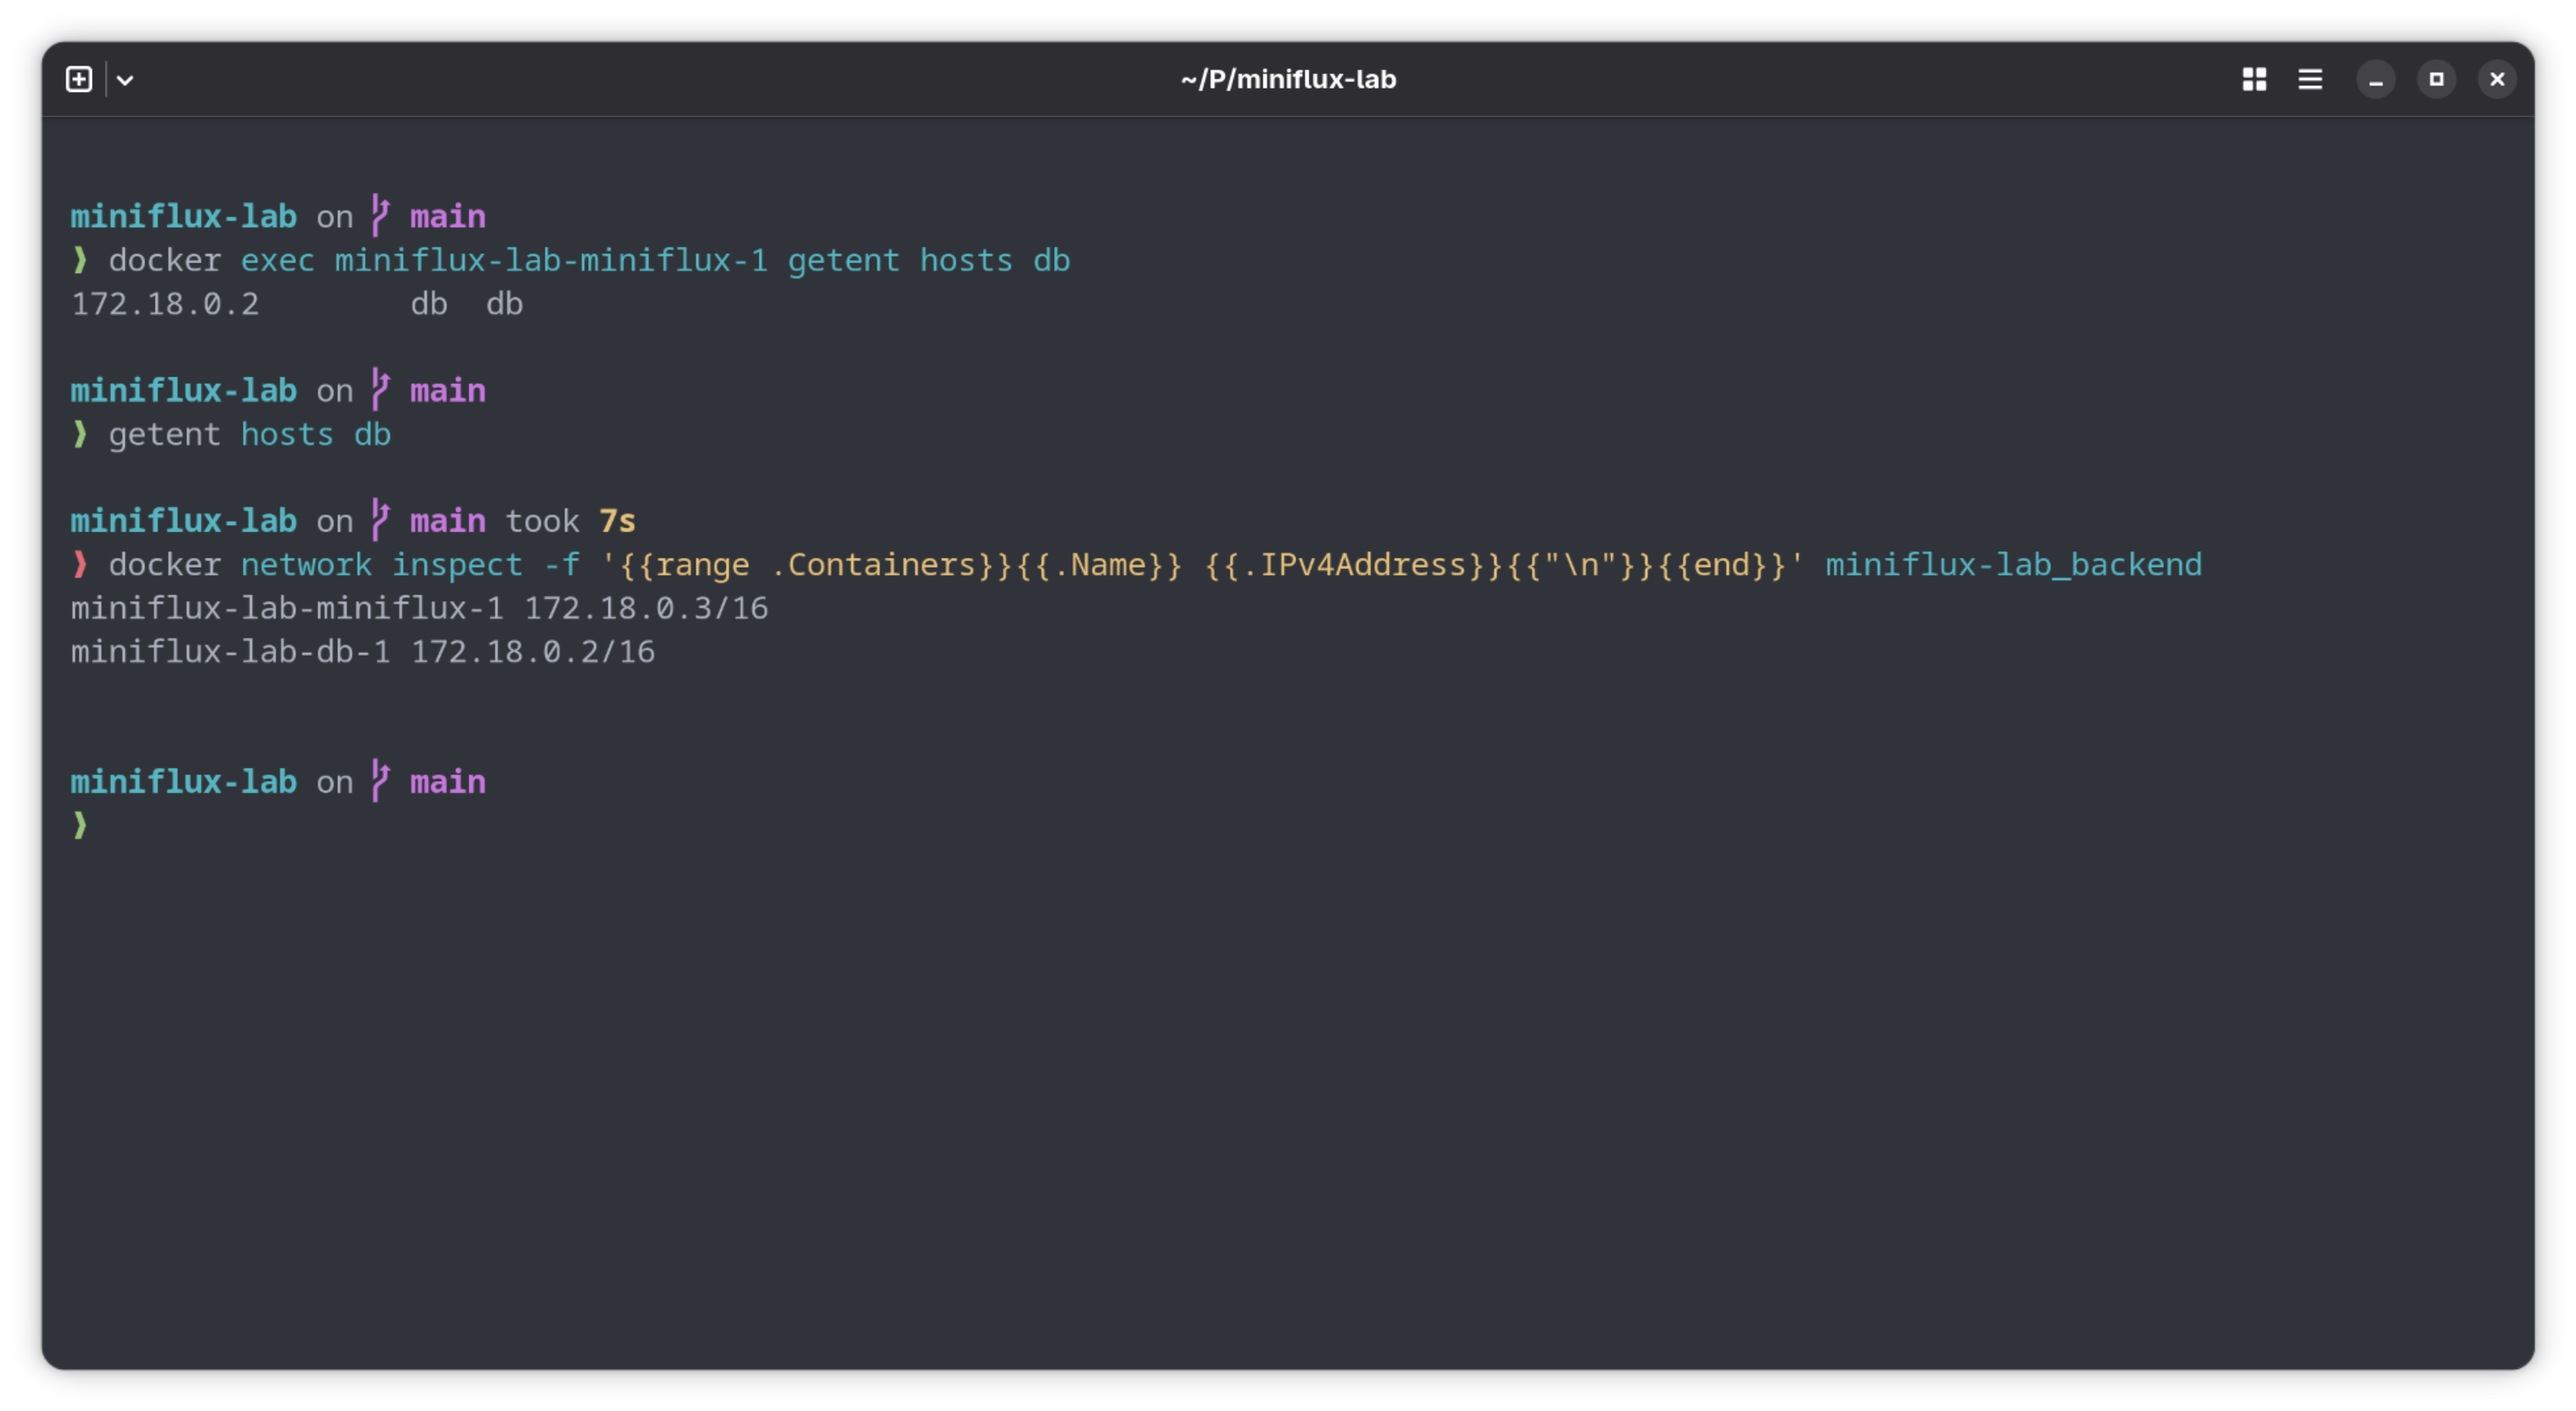 ~/P/miniflux-lab
miniflux-lab on main
❱ docker exec miniflux-lab-miniflux-1 getent hosts db
172.18.0.2        db  db
miniflux-lab on main
❱ getent hosts db
miniflux-lab on main took 7s
❱ docker network inspect -f '{{range .Containers}}{{.Name}} {{.IPv4Address}}{{"\n"}}{{end}}' miniflux-lab_backend
miniflux-lab-miniflux-1 172.18.0.3/16
miniflux-lab-db-1 172.18.0.2/16
miniflux-lab on main
❱